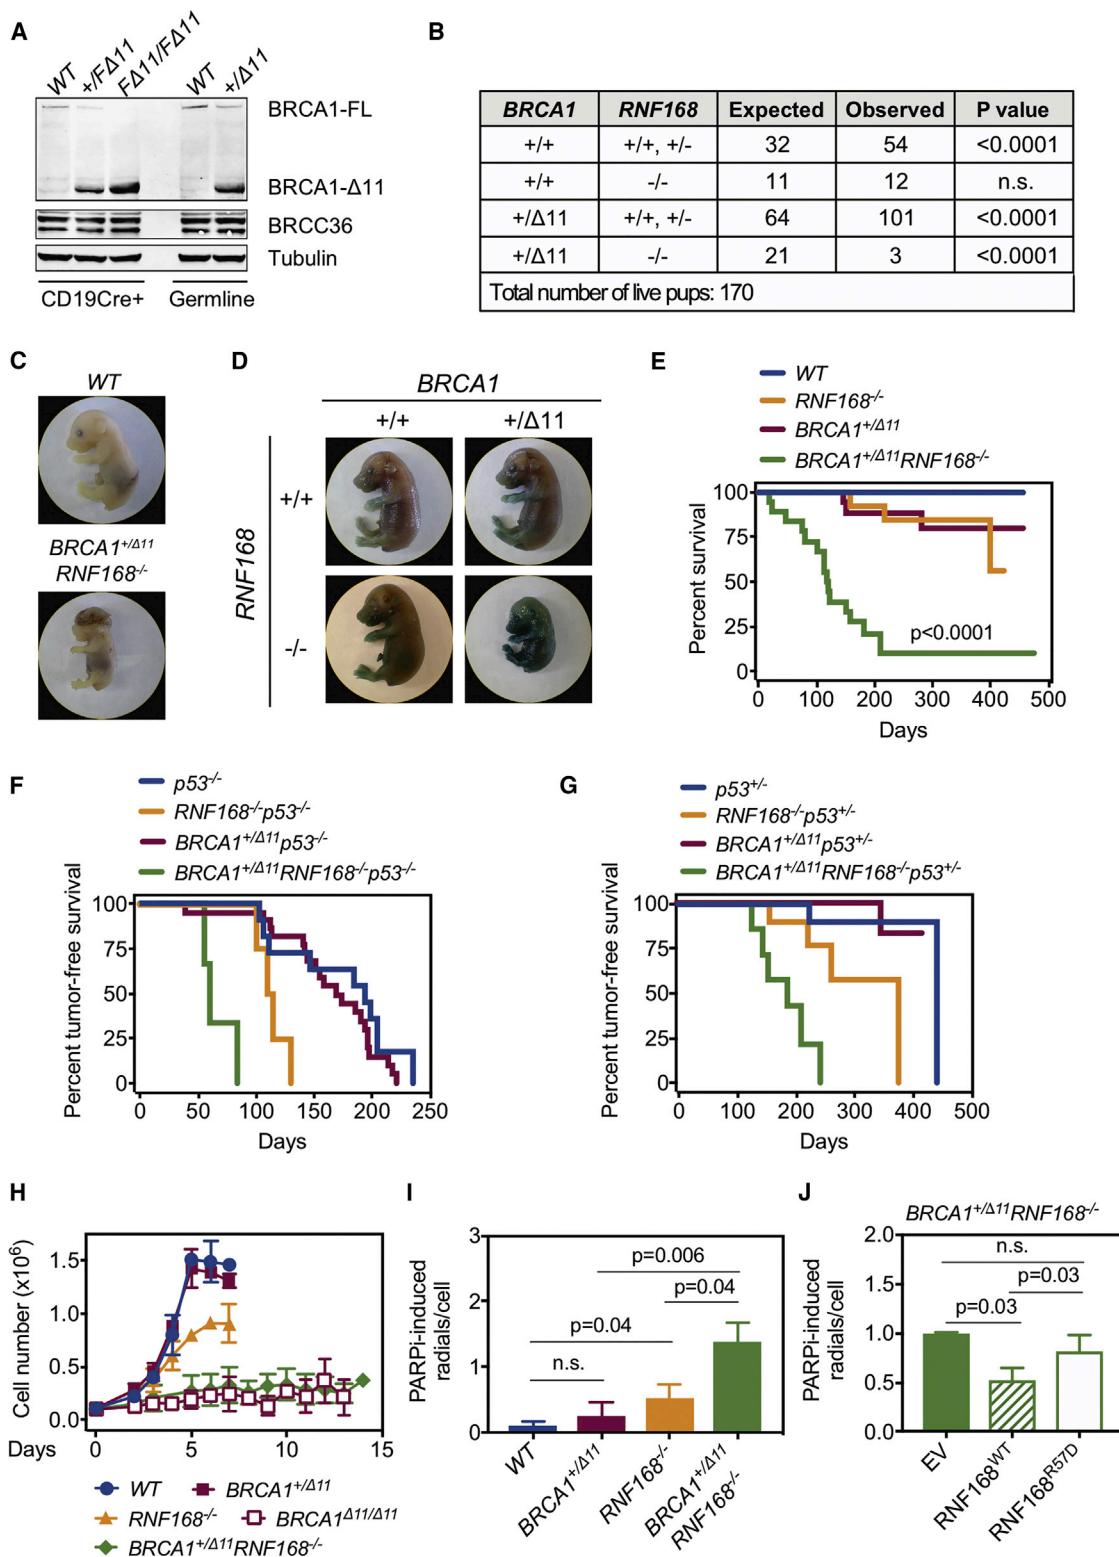 A
WT
+/FΔ11
FΔ11/FΔ11
WT
+/Δ11
BRCA1-FL
BRCA1-Δ11
BRCC36
Tubulin
CD19Cre+
Germline
B
BRCA1 RNF168 Expected Observed P value
+/+ +/+, +/- 32 54 <0.0001
+/+ -/- 11 12 n.s.
+/Δ11 +/+, +/- 64 101 <0.0001
+/Δ11 -/- 21 3 <0.0001
Total number of live pups: 170
C
WT
BRCA1+/Δ11
RNF168-/-
D
BRCA1
+/+ +/Δ11
RNF168
+/+
-/-
E
WT
RNF168-/-
BRCA1+/Δ11
BRCA1+/Δ11RNF168-/-
Percent survival
100
75
50
25
0
p<0.0001
0 100 200 300 400 500
Days
F
p53-/-
RNF168-/-p53-/-
BRCA1+/Δ11p53-/-
BRCA1+/Δ11RNF168-/-p53-/-
Percent tumor-free survival
100
75
50
25
0
0 50 100 150 200 250
Days
G
p53+/-
RNF168-/-p53+/-
BRCA1+/Δ11p53+/-
BRCA1+/Δ11RNF168-/-p53+/-
Percent tumor-free survival
100
75
50
25
0
0 100 200 300 400 500
Days
H
Cell number (x106)
1.5
1.0
0.5
0.0
Days 0 5 10 15
WT BRCA1+/Δ11
RNF168-/- BRCA1Δ11/Δ11
BRCA1+/Δ11RNF168-/-
I
PARPi-induced
radials/cell
3
2
1
0
p=0.006
p=0.04
p=0.04
n.s.
WT
BRCA1+/Δ11
RNF168-/-
BRCA1+/Δ11
RNF168-/-
J
BRCA1+/Δ11RNF168-/-
PARPi-induced
radials/cell
2.0
1.5
1.0
0.5
0.0
n.s.
p=0.03
p=0.03
EV
RNF168WT
RNF168R57D